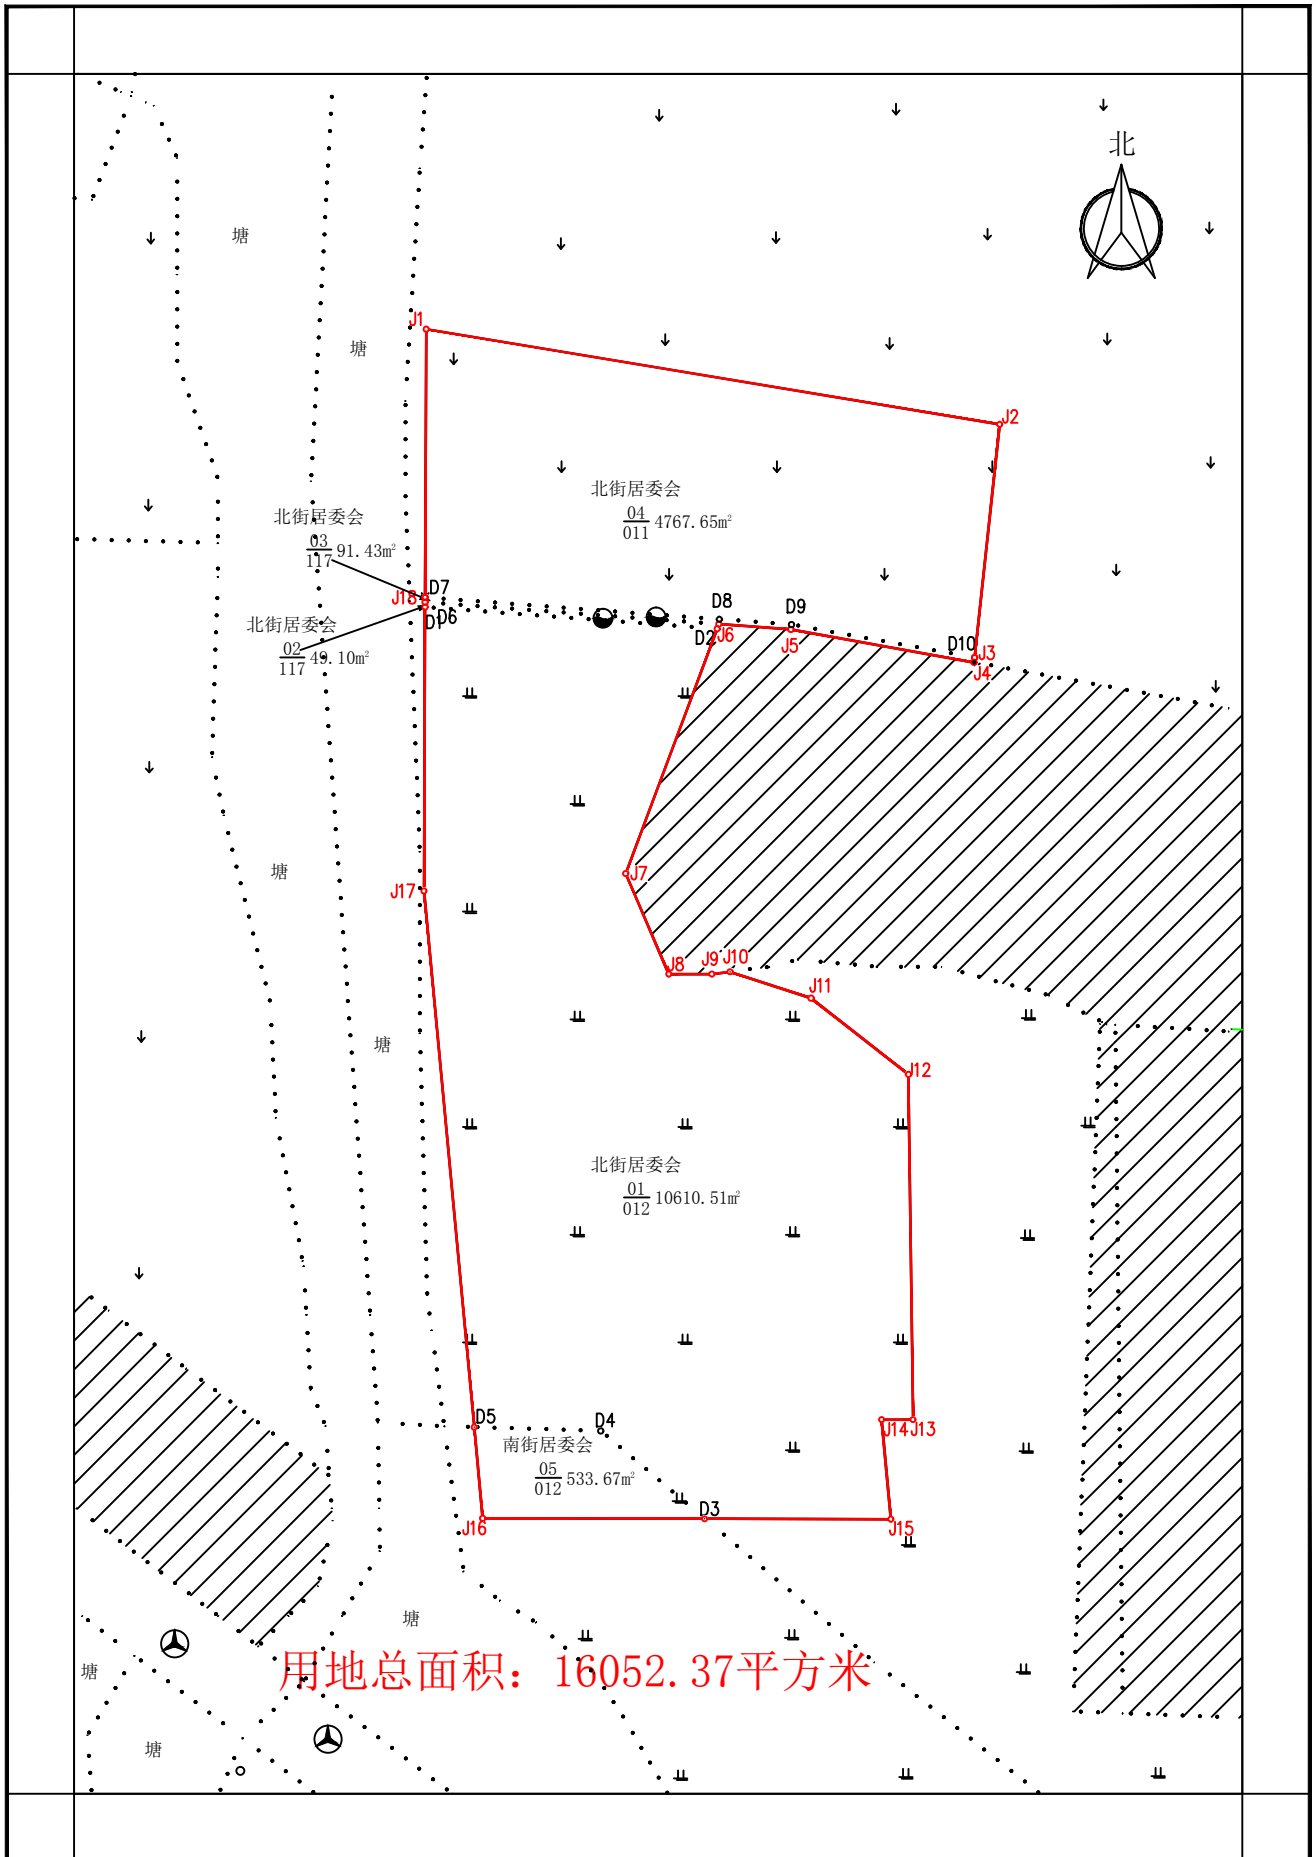 北
塘
J1
塘
J2
北街居委会
04
011 4767.65㎡
北街居委会
03
117 91.43㎡
D7
J18
D1
D6
D8
D9
D2
J6
J5
D10
J3
J4
北街居委会
02
117 49.10㎡
塘
J7
J17
J8
J9
J10
J11
塘
J12
北街居委会
01
012 10610.51㎡
D5
D4
J14
J13
南街居委会
05
012 533.67㎡
J16
D3
J15
塘
塘
用地总面积：16052.37平方米
塘